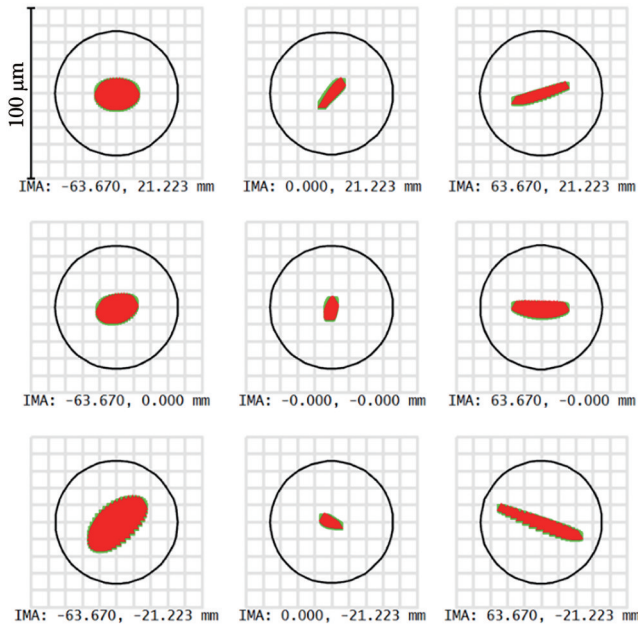 100 μm
IMA: -63.670, 21.223 mm
IMA: 0.000, 21.223 mm
IMA: 63.670, 21.223 mm
IMA: -63.670, 0.000 mm
IMA: -0.000, -0.000 mm
IMA: 63.670, -0.000 mm
IMA: -63.670, -21.223 mm
IMA: 0.000, -21.223 mm
IMA: 63.670, -21.223 mm